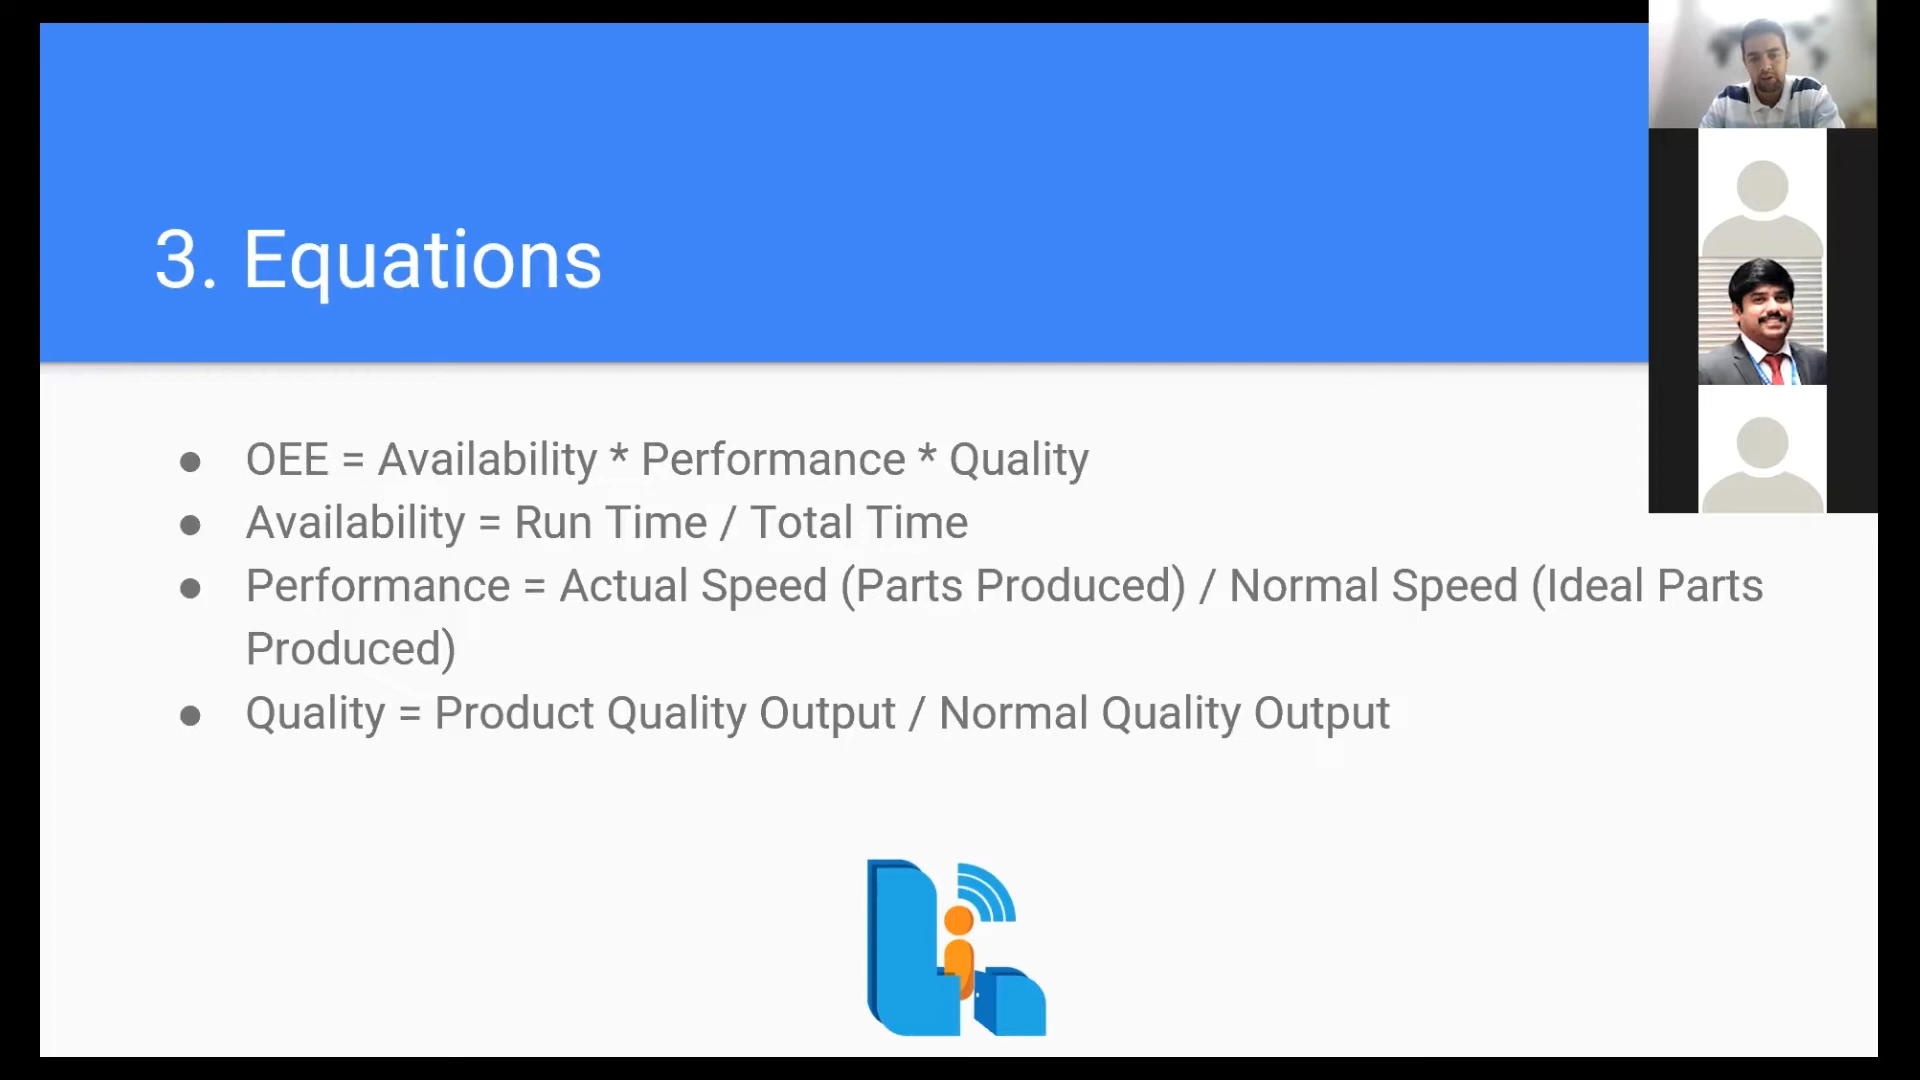 3. Equations
● OEE = Availability * Performance * Quality
● Availability = Run Time / Total Time
● Performance = Actual Speed (Parts Produced) / Normal Speed (Ideal Parts
Produced)
● Quality = Product Quality Output / Normal Quality Output
Lin